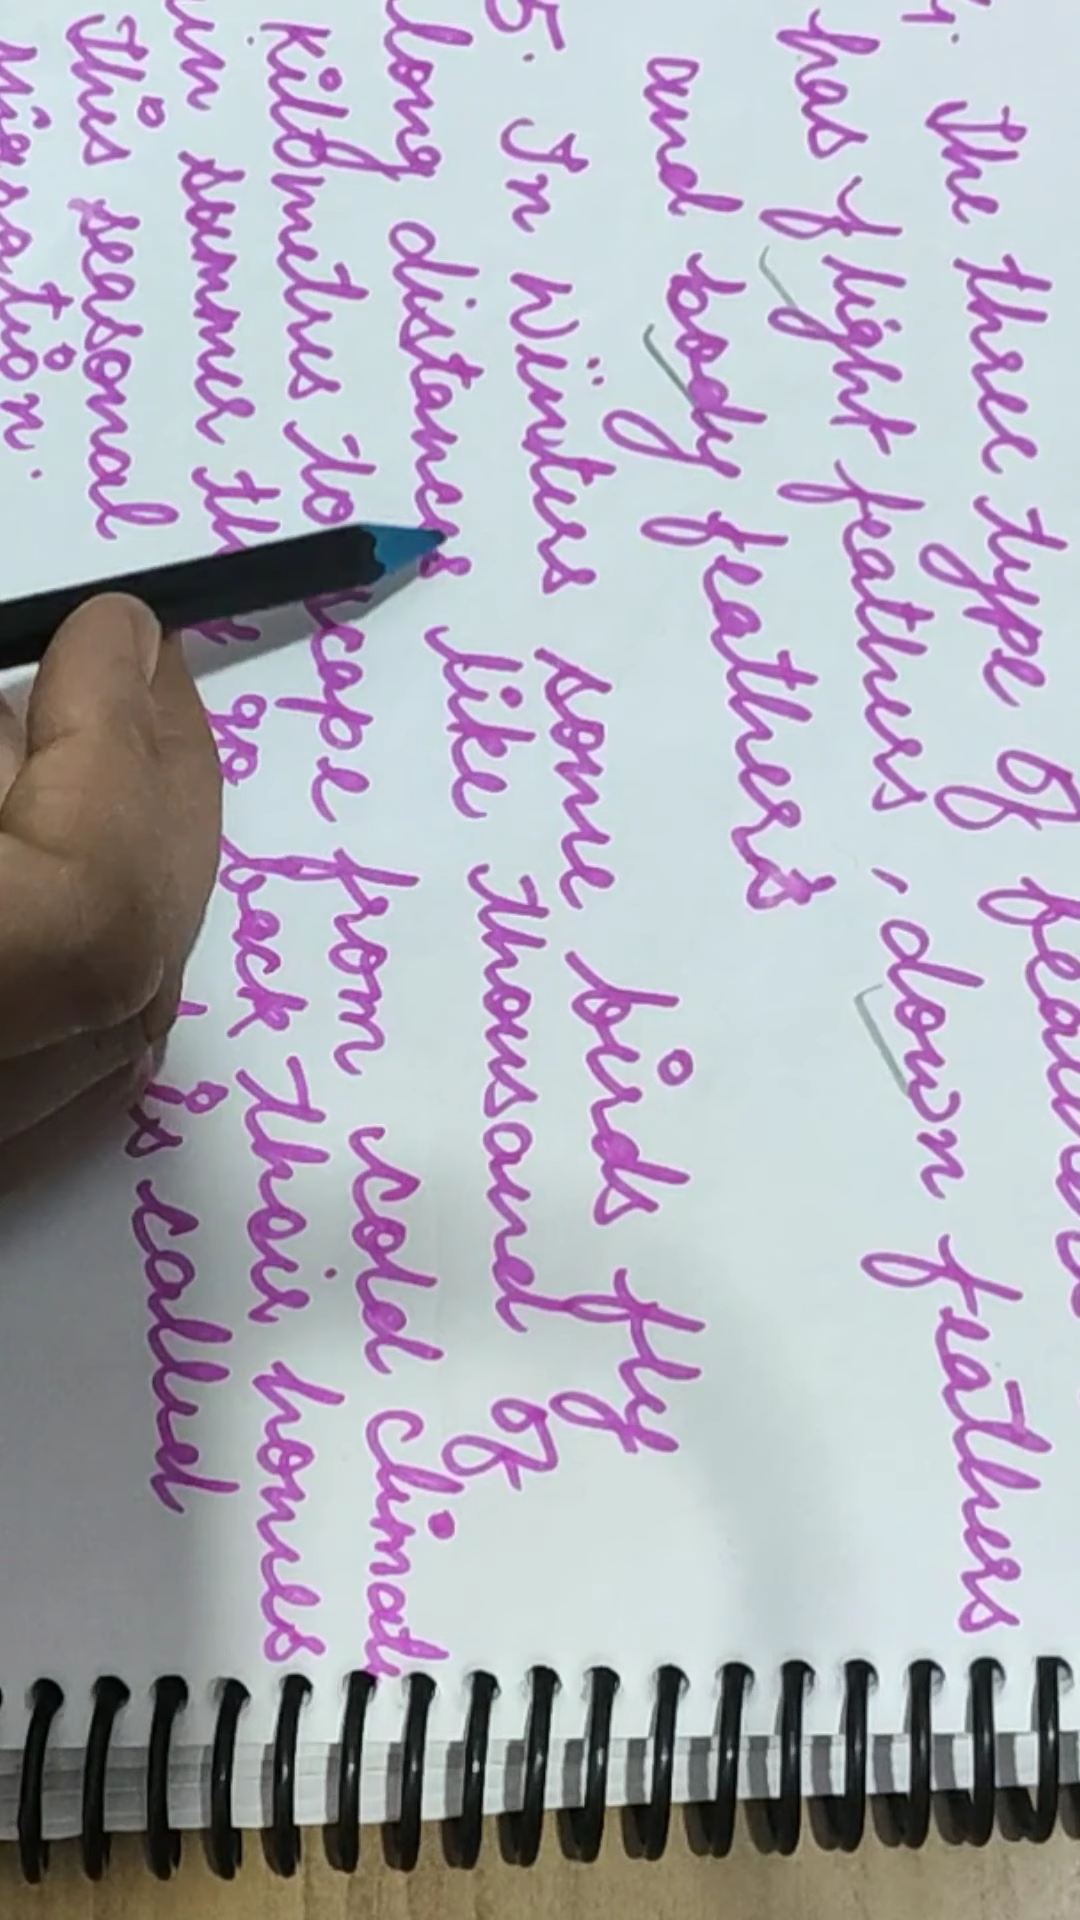 4. The three type of
has flight feathers , down feathers
and body feathers
5. In Winters some birds fly
long distances like thousand of
kilometres to escape from cold climate
in summer they go back their homes
This seasonal is called
Migration.